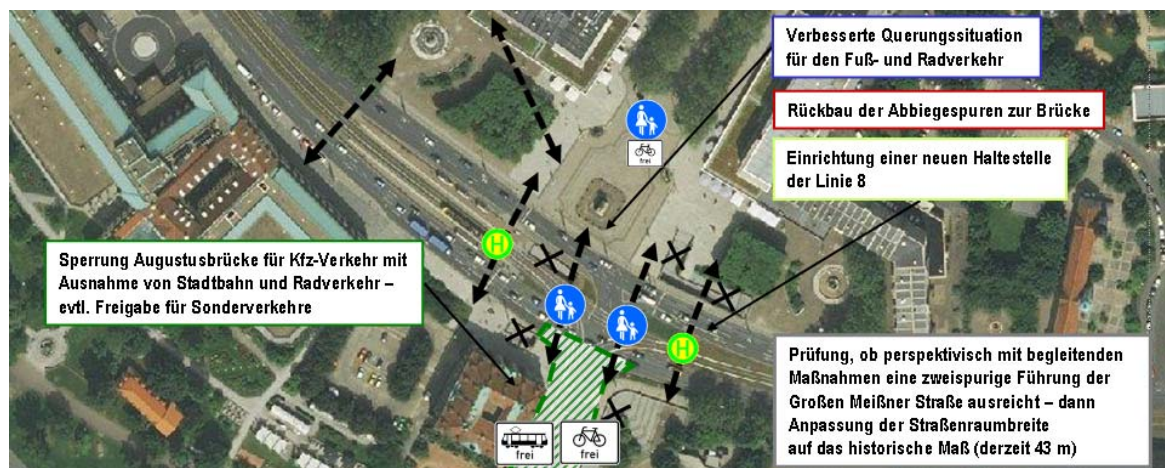 Verbesserte Querungssituation
für den Fuß- und Radverkehr
Rückbau der Abbiegespuren zur Brücke
Einrichtung einer neuen Haltestelle
der Linie 8
frei
H
Sperrung Augustusbrücke für Kfz-Verkehr mit
Ausnahme von Stadtbahn und Radverkehr –
evtl. Freigabe für Sonderverkehre
H
Prüfung, ob perspektivisch mit begleitenden
Maßnahmen eine zweispurige Führung der
Großen Meißner Straße ausreicht – dann
Anpassung der Straßenraumbreite
auf das historische Maß (derzeit 43 m)
frei
frei